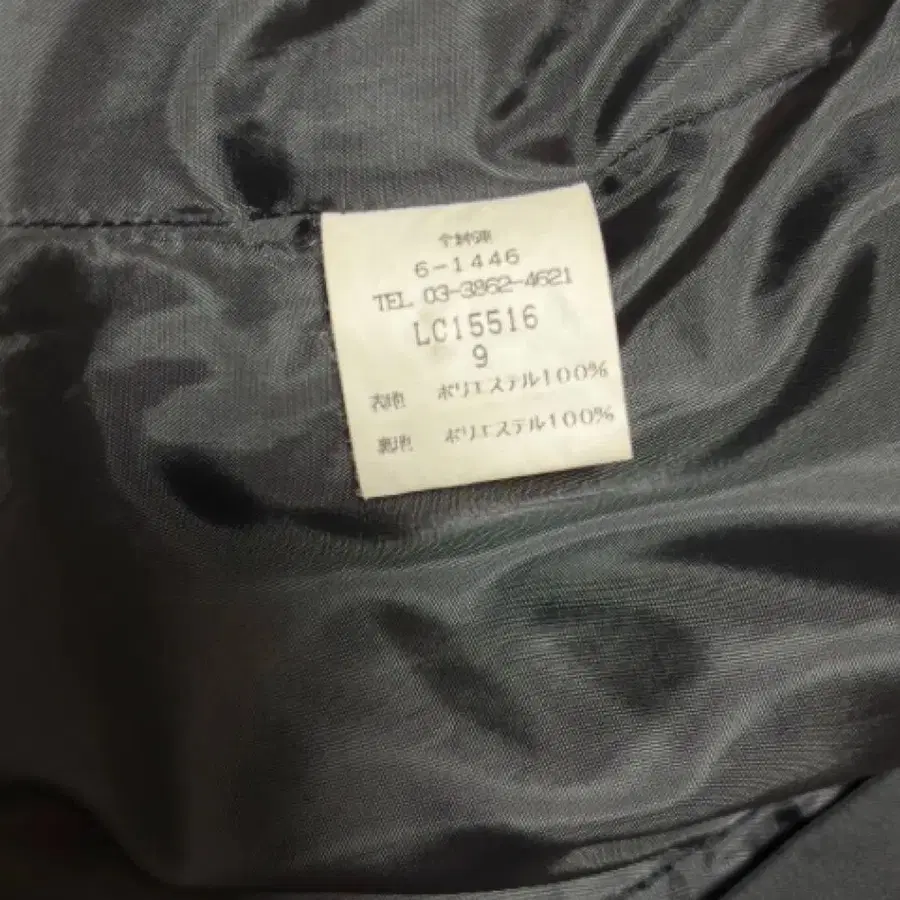 6-1446
TEL 03-3862-4621
LC15516
9
表地 ポリエステル100%
裏地 ポリエステル100%